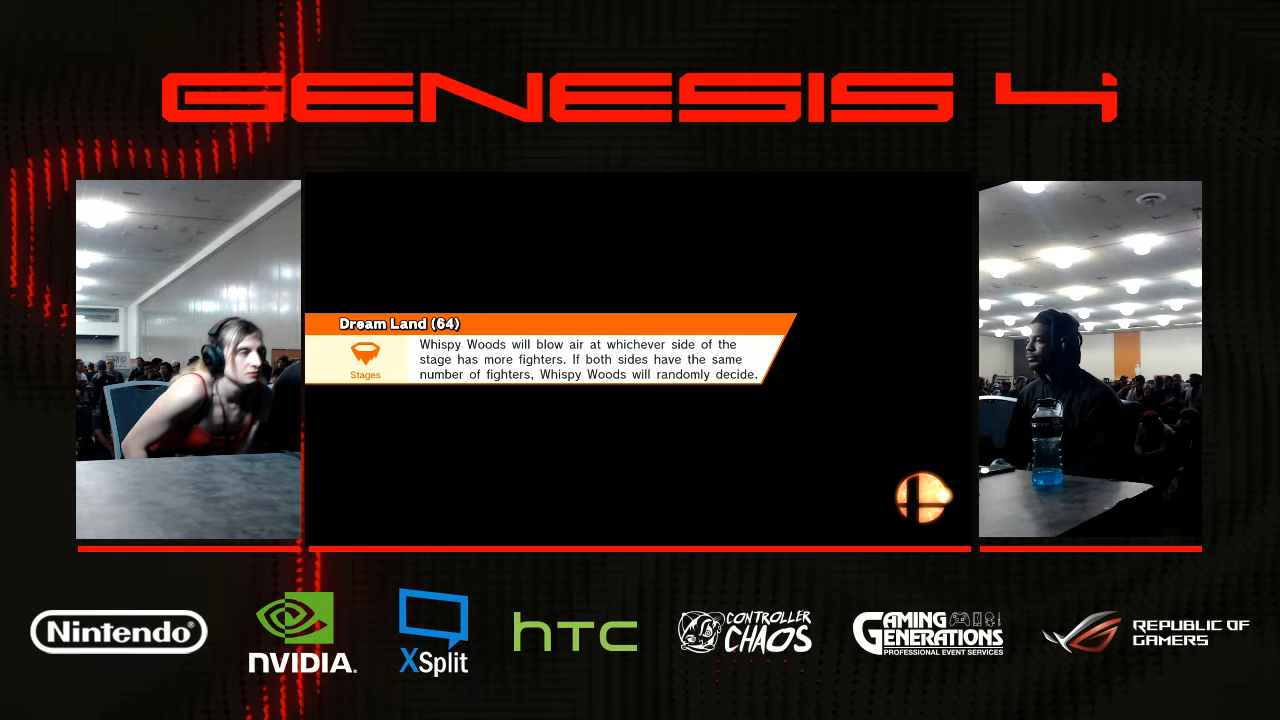 GENESIS 4
Dream Land (64)
Whispy Woods will blow air at whichever side of the
stage has more fighters. If both sides have the same
number of fighters, Whispy Woods will randomly decide.
Stages
Nintendo®
NVIDIA.
XSplit
hTC
CONTROLLER
CHAOS
GAMING
GENERATIONS
PROFESSIONAL EVENT SERVICES
REPUBLIC OF
GAMERS